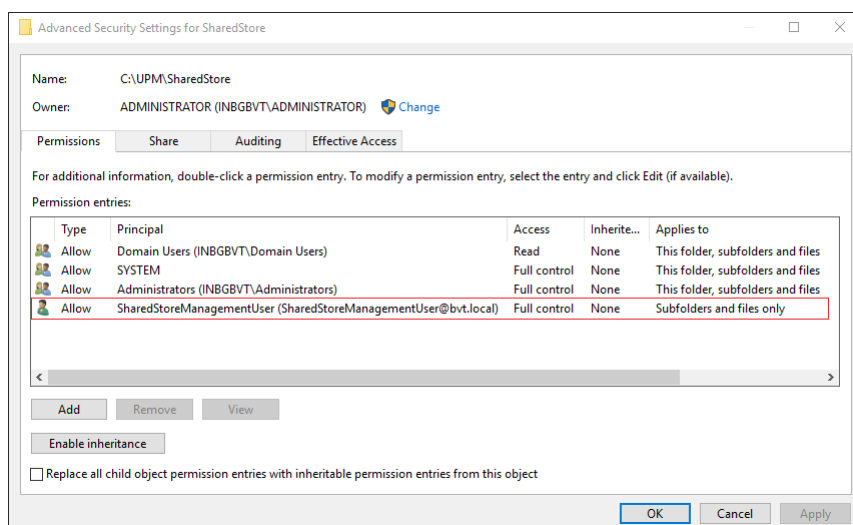 Advanced Security Settings for SharedStore
Name: C:\UPM\SharedStore
Owner: ADMINISTRATOR (INBGBVT\ADMINISTRATOR) Change
Permissions Share Auditing Effective Access
For additional information, double-click a permission entry. To modify a permission entry, select the entry and click Edit (if available).
Permission entries:
Type Principal Access Inherite... Applies to
Allow Domain Users (INBGBVT\Domain Users) Read None This folder, subfolders and files
Allow SYSTEM Full control None This folder, subfolders and files
Allow Administrators (INBGBVT\Administrators) Full control None This folder, subfolders and files
Allow SharedStoreManagementUser (SharedStoreManagementUser@bvt.local) Full control None Subfolders and files only
Add Remove View
Enable inheritance
Replace all child object permission entries with inheritable permission entries from this object
OK Cancel Apply